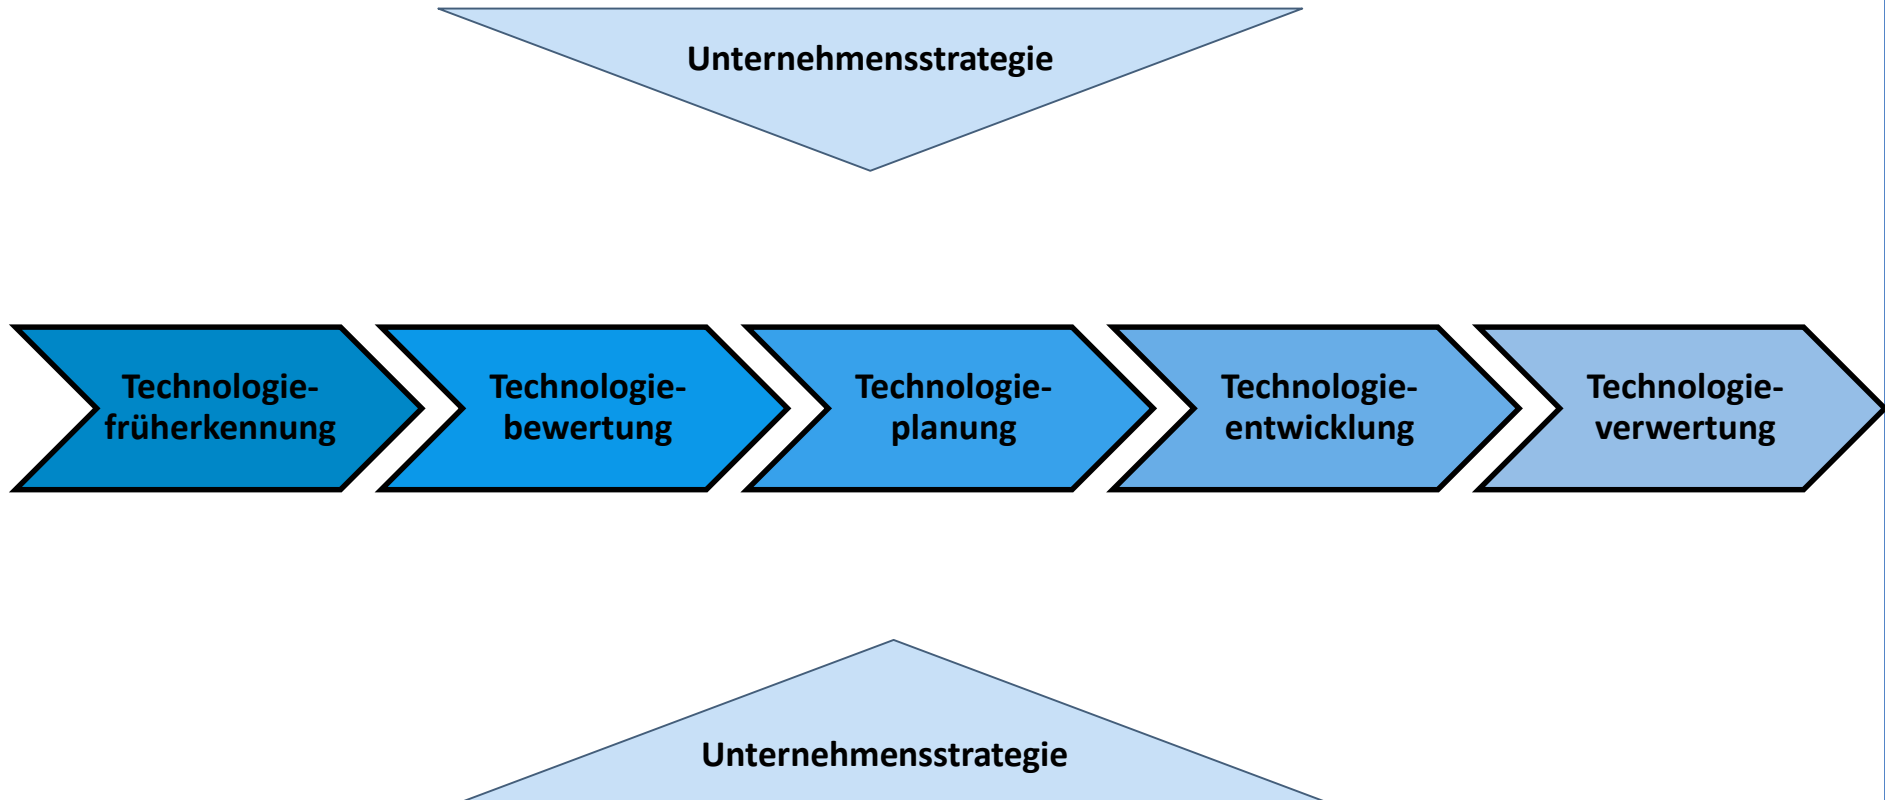 Unternehmensstrategie
Technologie-
früherkennung
Technologie-
bewertung
Technologie-
planung
Technologie-
entwicklung
Technologie-
verwertung
Unternehmensstrategie